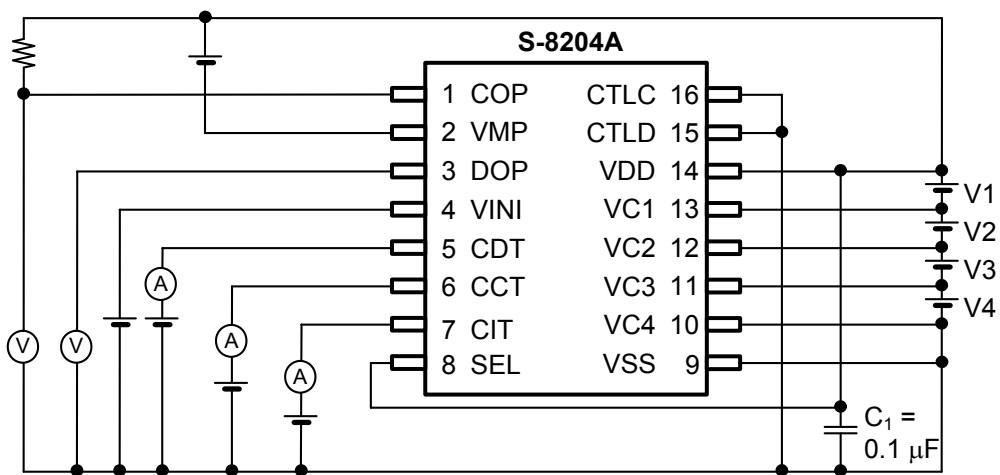 S-8204A
1 COP CTLC 16
2 VMP CTLD 15
3 DOP VDD 14
4 VINI VC1 13
5 CDT VC2 12
6 CCT VC3 11
7 CIT VC4 10
8 SEL VSS 9
V1
V2
V3
V4
A
A
A
V V
C₁ =
0.1 μF